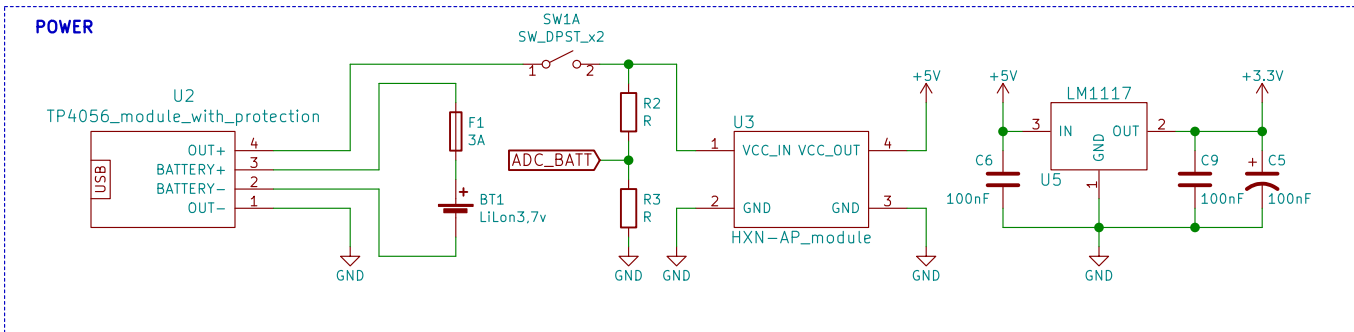 POWER
SW1A
SW_DPST_x2
1 2
U2
TP4056_module_with_protection
USB
OUT+ 4
BATTERY+ 3
BATTERY- 2
OUT- 1
GND
F1
3A
+
BT1
LiLon3,7v
R2
R
ADC_BATT
R3
R
GND
GND
U3
1 VCC_IN VCC_OUT 4
2 GND GND 3
HXN-AP_module
+5V
GND
+5V
LM1117
3 IN OUT 2
GND
1
U5
C6
100nF
GND
+3.3V
C9
100nF
+
C5
100nF